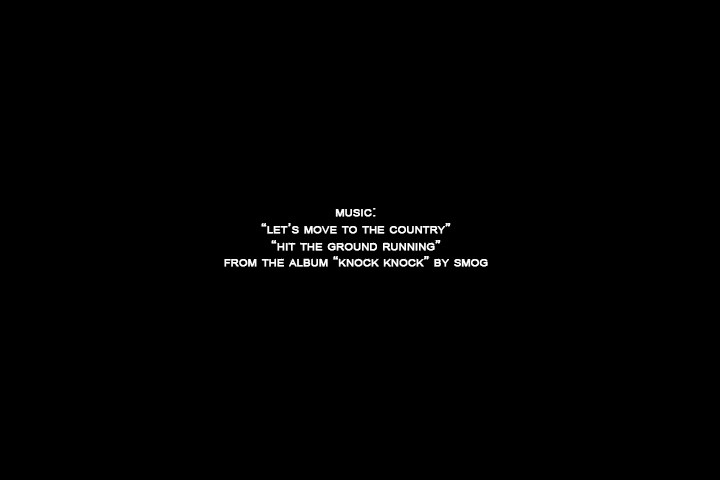 MUSIC:
“LET’S MOVE TO THE COUNTRY”
“HIT THE GROUND RUNNING”
FROM THE ALBUM “KNOCK KNOCK” BY SMOG